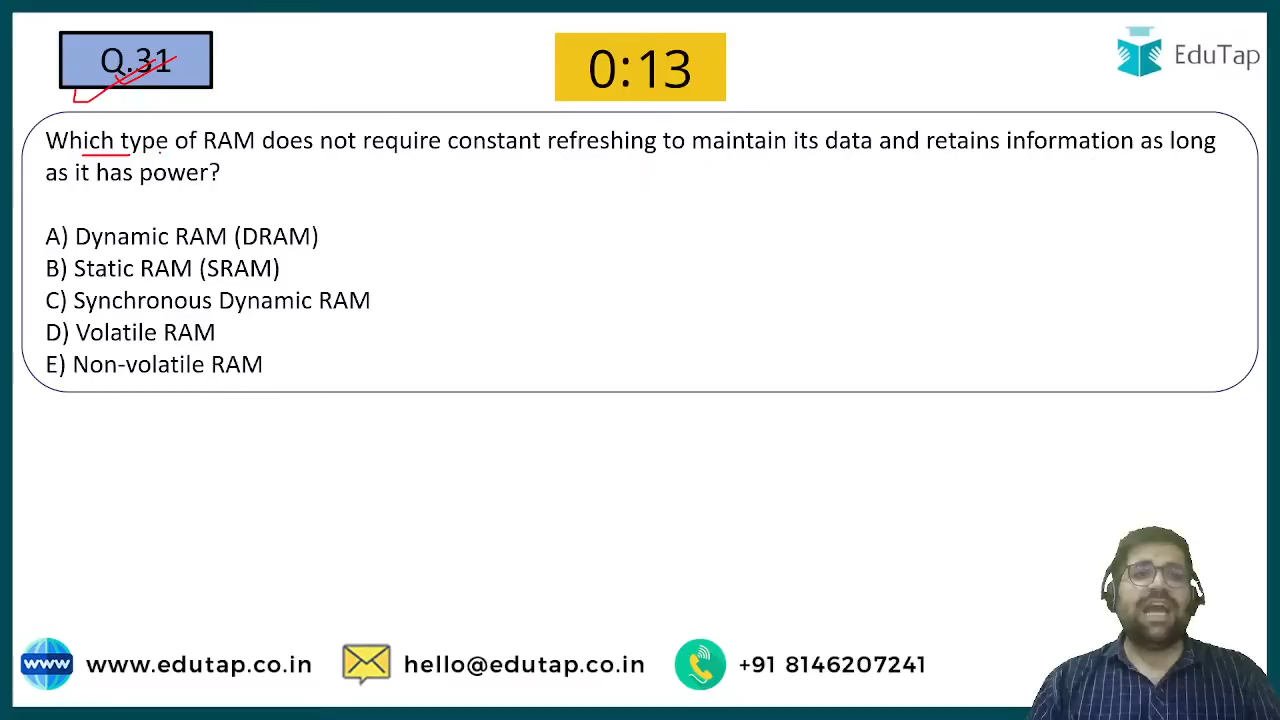 Q.31
0:13
EduTap
Which type of RAM does not require constant refreshing to maintain its data and retains information as long
as it has power?
A) Dynamic RAM (DRAM)
B) Static RAM (SRAM)
C) Synchronous Dynamic RAM
D) Volatile RAM
E) Non-volatile RAM
www www.edutap.co.in hello@edutap.co.in +91 8146207241